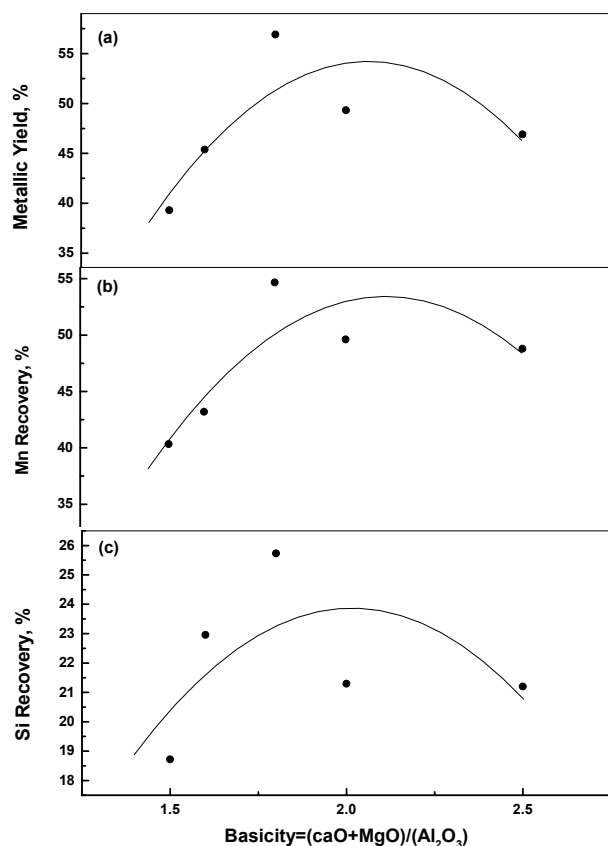 (a)
Metallic Yield, %
55
50
45
40
35
(b)
Mn Recovery, %
55
50
45
40
35
(c)
Si Recovery, %
26
25
24
23
22
21
20
19
18
1.5 2.0 2.5
Basicity=(caO+MgO)/(Al₂O₃)